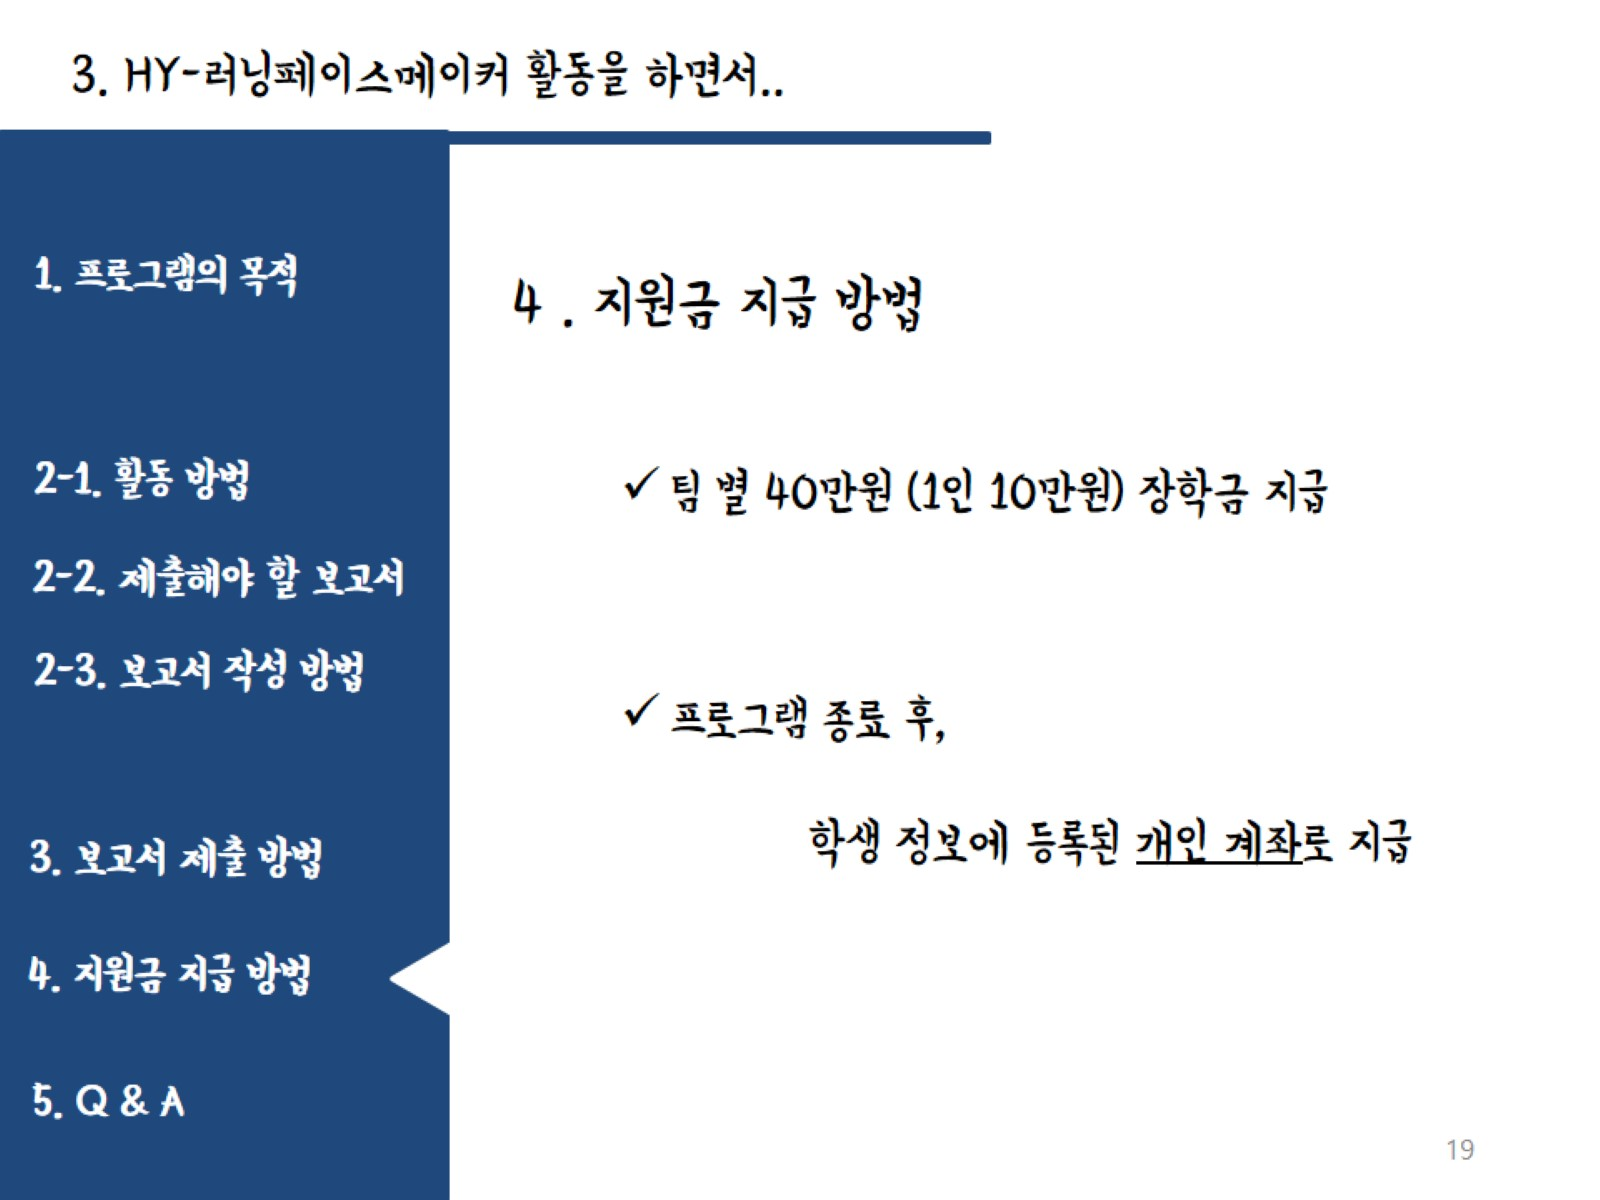 3. HY-러닝페이스메이커 활동을 하면서..
1. 프로그램의 목적
2-1. 활동 방법
2-2. 제출해야 할 보고서
2-3. 보고서 작성 방법
3. 보고서 제출 방법
4. 지원금 지급 방법
5. Q & A
4 . 지원금 지급 방법
✓ 팀 별 40만원 (1인 10만원) 장학금 지급
✓ 프로그램 종료 후,
학생 정보에 등록된 개인 계좌로 지급
19